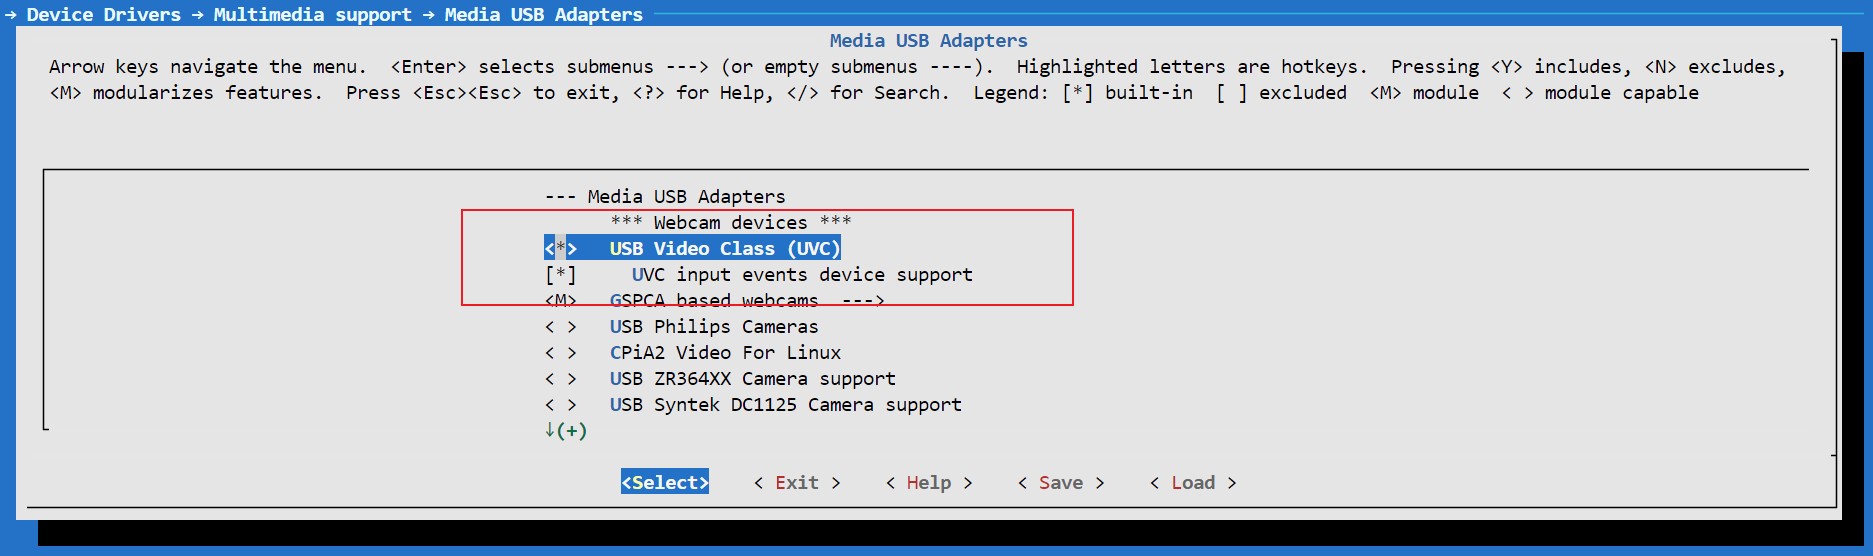 → Device Drivers → Multimedia support → Media USB Adapters
Media USB Adapters
Arrow keys navigate the menu.  <Enter> selects submenus ---> (or empty submenus ----).  Highlighted letters are hotkeys.  Pressing <Y> includes, <N> excludes,
<M> modularizes features.  Press <Esc><Esc> to exit, <?> for Help, </> for Search.  Legend: [*] built-in  [ ] excluded  <M> module  < > module capable
--- Media USB Adapters
*** Webcam devices ***
<*>   USB Video Class (UVC)
[*]     UVC input events device support
<M>   GSPCA based webcams  --->
< >   USB Philips Cameras
< >   CPiA2 Video For Linux
< >   USB ZR364XX Camera support
< >   USB Syntek DC1125 Camera support
↓(+)
<Select>    < Exit >    < Help >    < Save >    < Load >